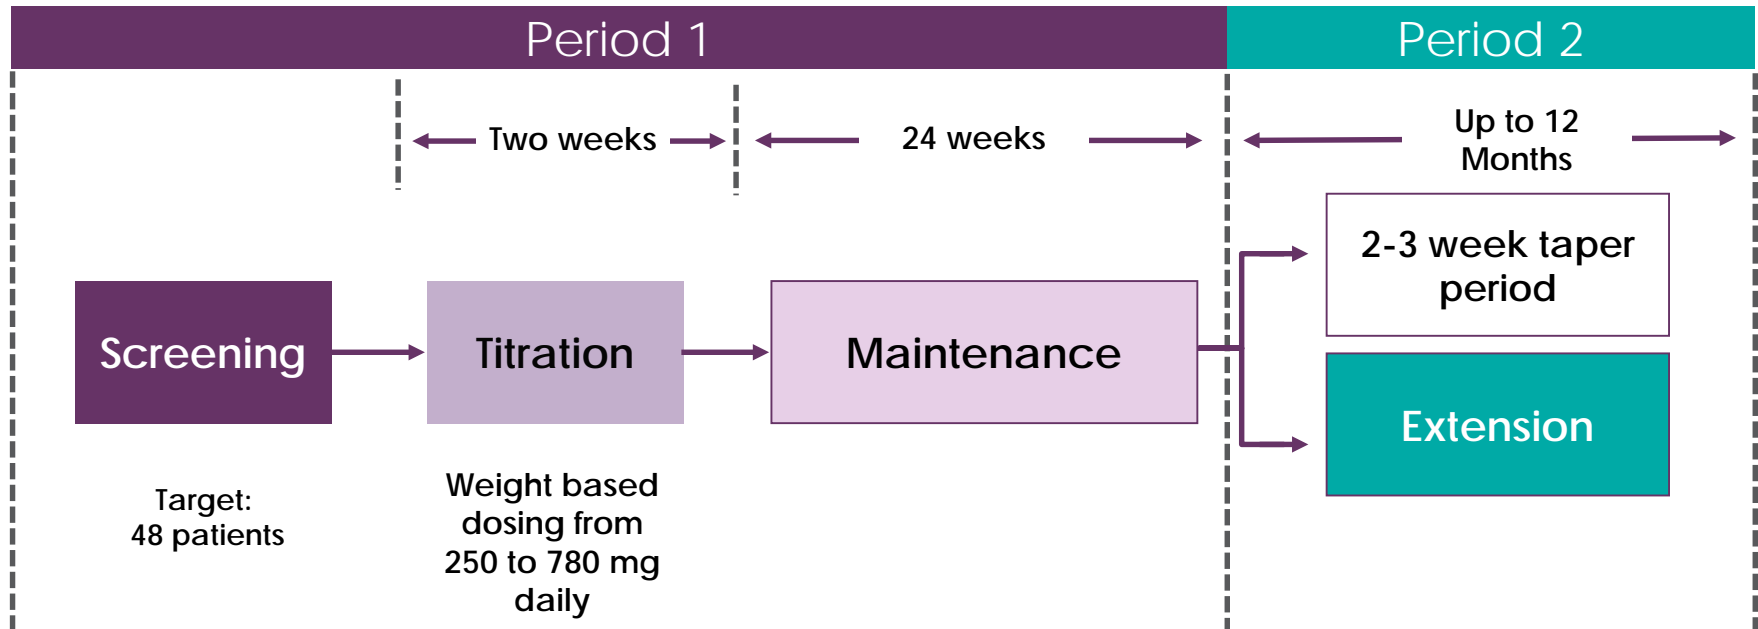 Period 1
Period 2
Two weeks
24 weeks
Up to 12
Months
Screening
Titration
Maintenance
2-3 week taper
period
Extension
Target:
48 patients
Weight based
dosing from
250 to 780 mg
daily